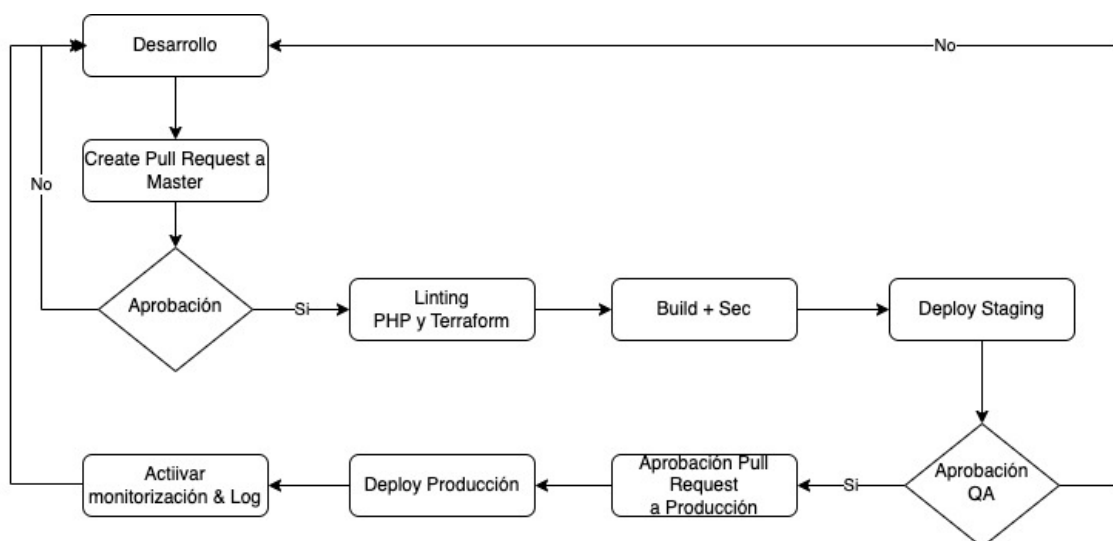 Desarrollo
No
Create Pull Request a
Master
No
Aprobación
Si
Linting
PHP y Terraform
Build + Sec
Deploy Staging
Actiivar
monitorización & Log
Deploy Producción
Aprobación Pull
Request
a Producción
Si
Aprobación
QA